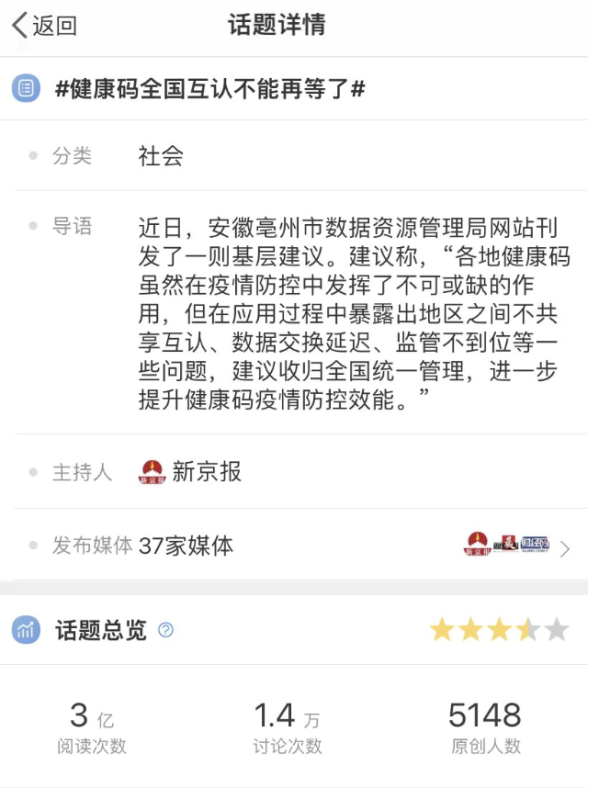 返回
话题详情
#健康码全国互认不能再等了#
分类 社会
导语 近日，安徽亳州市数据资源管理局网站刊
发了一则基层建议。建议称，“各地健康码
虽然在疫情防控中发挥了不可或缺的作
用，但在应用过程中暴露出地区之间不共
享互认、数据交换延迟、监管不到位等一
些问题，建议收归全国统一管理，进一步
提升健康码疫情防控效能。”
主持人 新京报 新京报
发布媒体 37家媒体 新京报
话题总览
3 亿 1.4 万 5148
阅读次数 讨论次数 原创人数